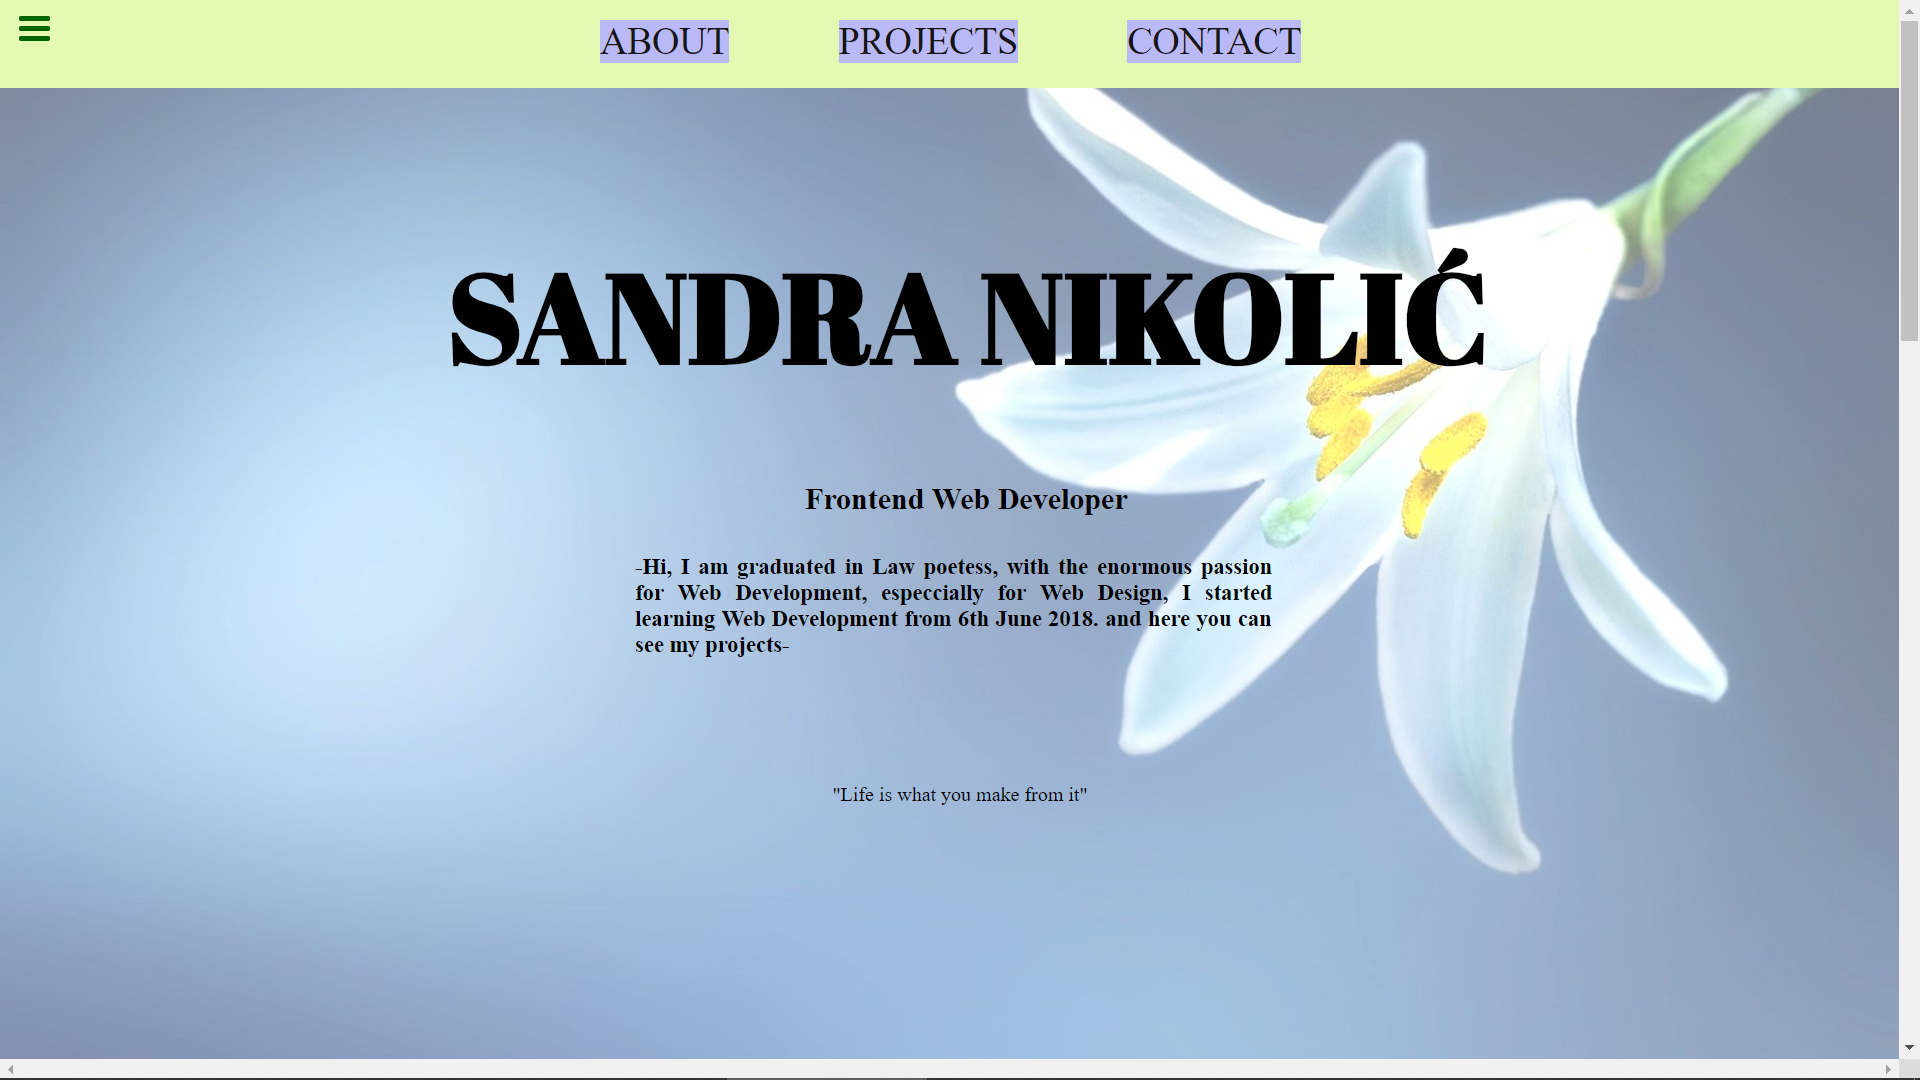 ABOUT PROJECTS CONTACT
SANDRA NIKOLIĆ
Frontend Web Developer
-Hi, I am graduated in Law poetess, with the enormous passion
for Web Development, especcially for Web Design, I started
learning Web Development from 6th June 2018. and here you can
see my projects-
"Life is what you make from it"